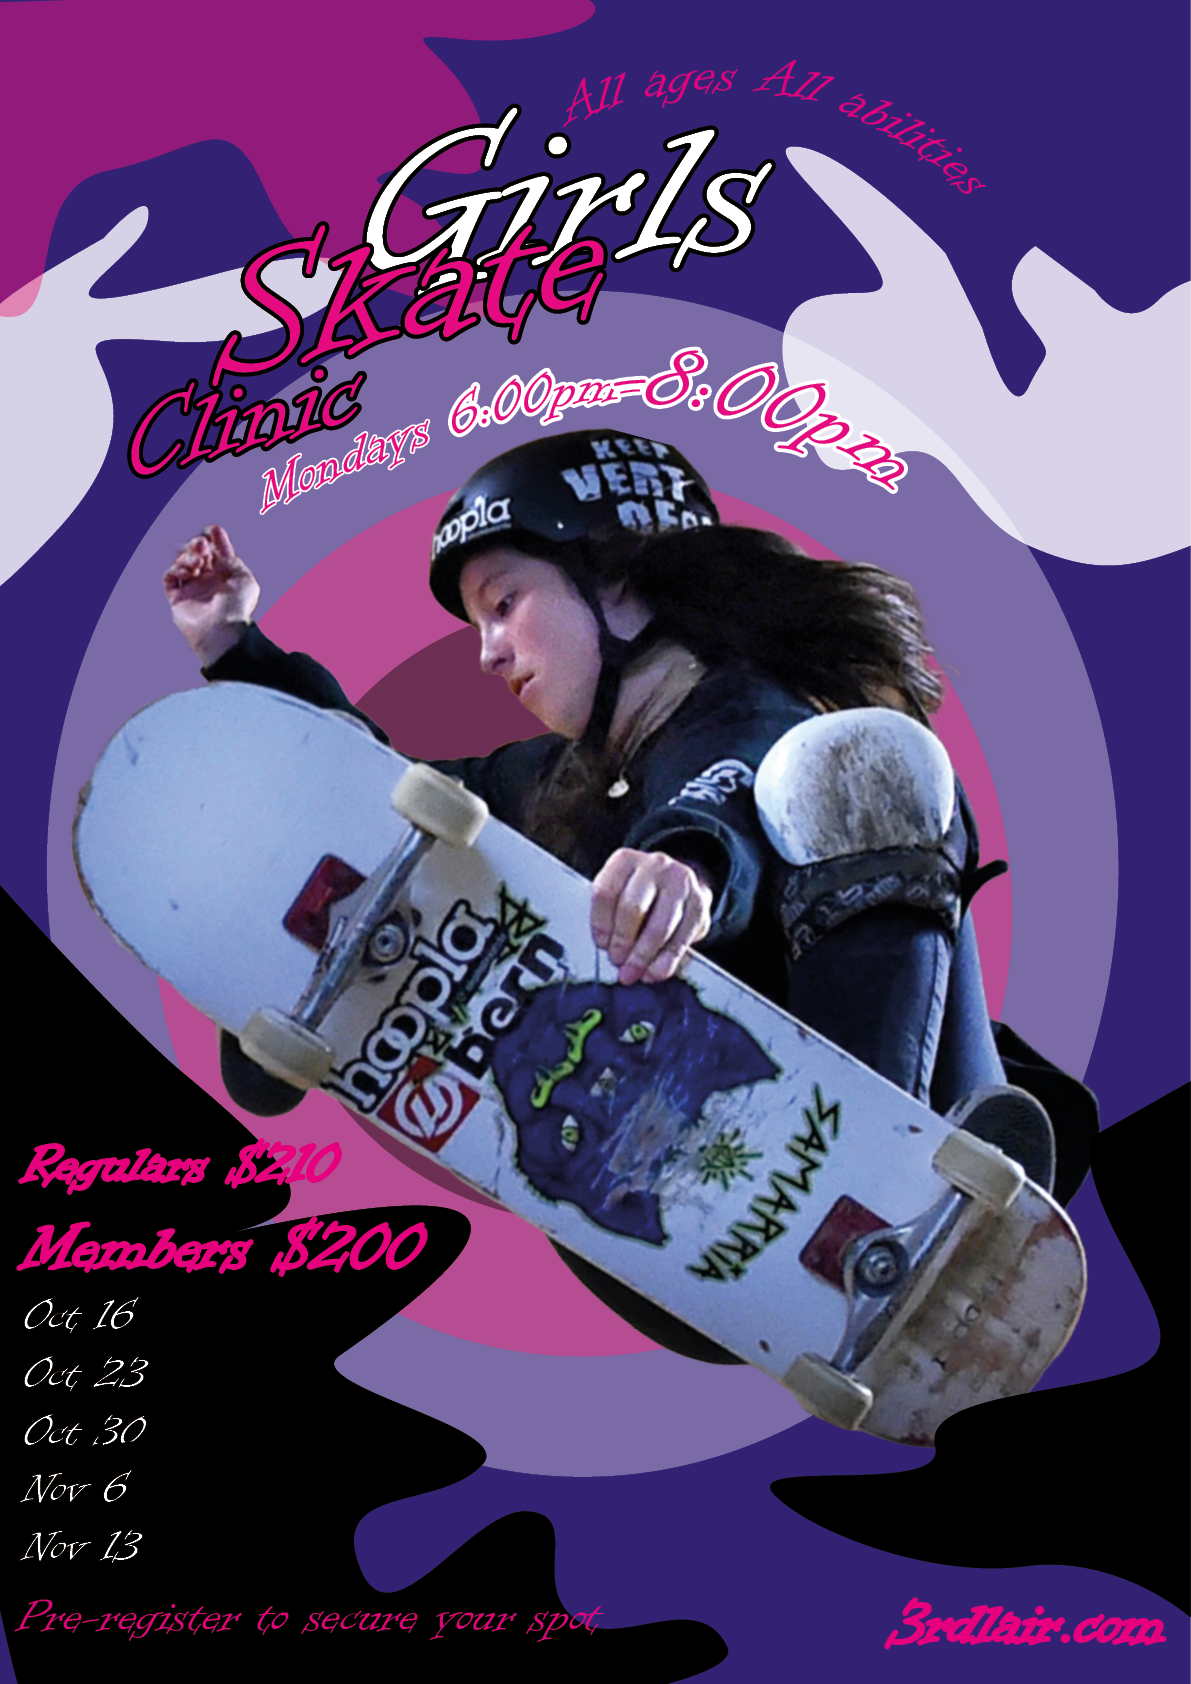 All ages All abilities
Girls
Skate
Clinic
Mondays 6:00pm=8:00pm
KEEP
VERT
hoopla
hoopla
bern
SAMARRIA
Regulars $210
Members $200
Oct 16
Oct 23
Oct 30
Nov 6
Nov 13
Pre-register to secure your spot
3rdlair.com